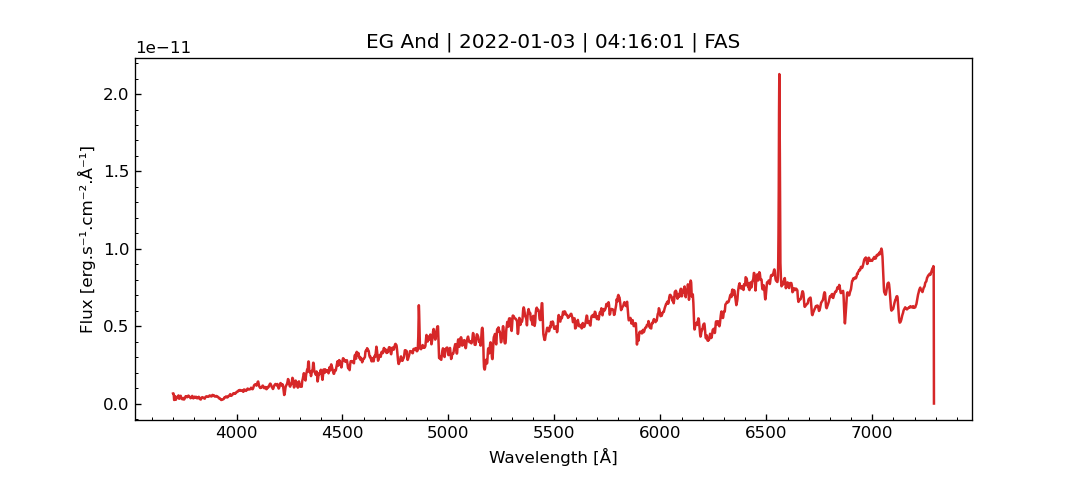 EG And | 2022-01-03 | 04:16:01 | FAS
1e−11
2.0
1.5
1.0
0.5
0.0
Flux [erg.s⁻¹.cm⁻².Å⁻¹]
4000 4500 5000 5500 6000 6500 7000
Wavelength [Å]